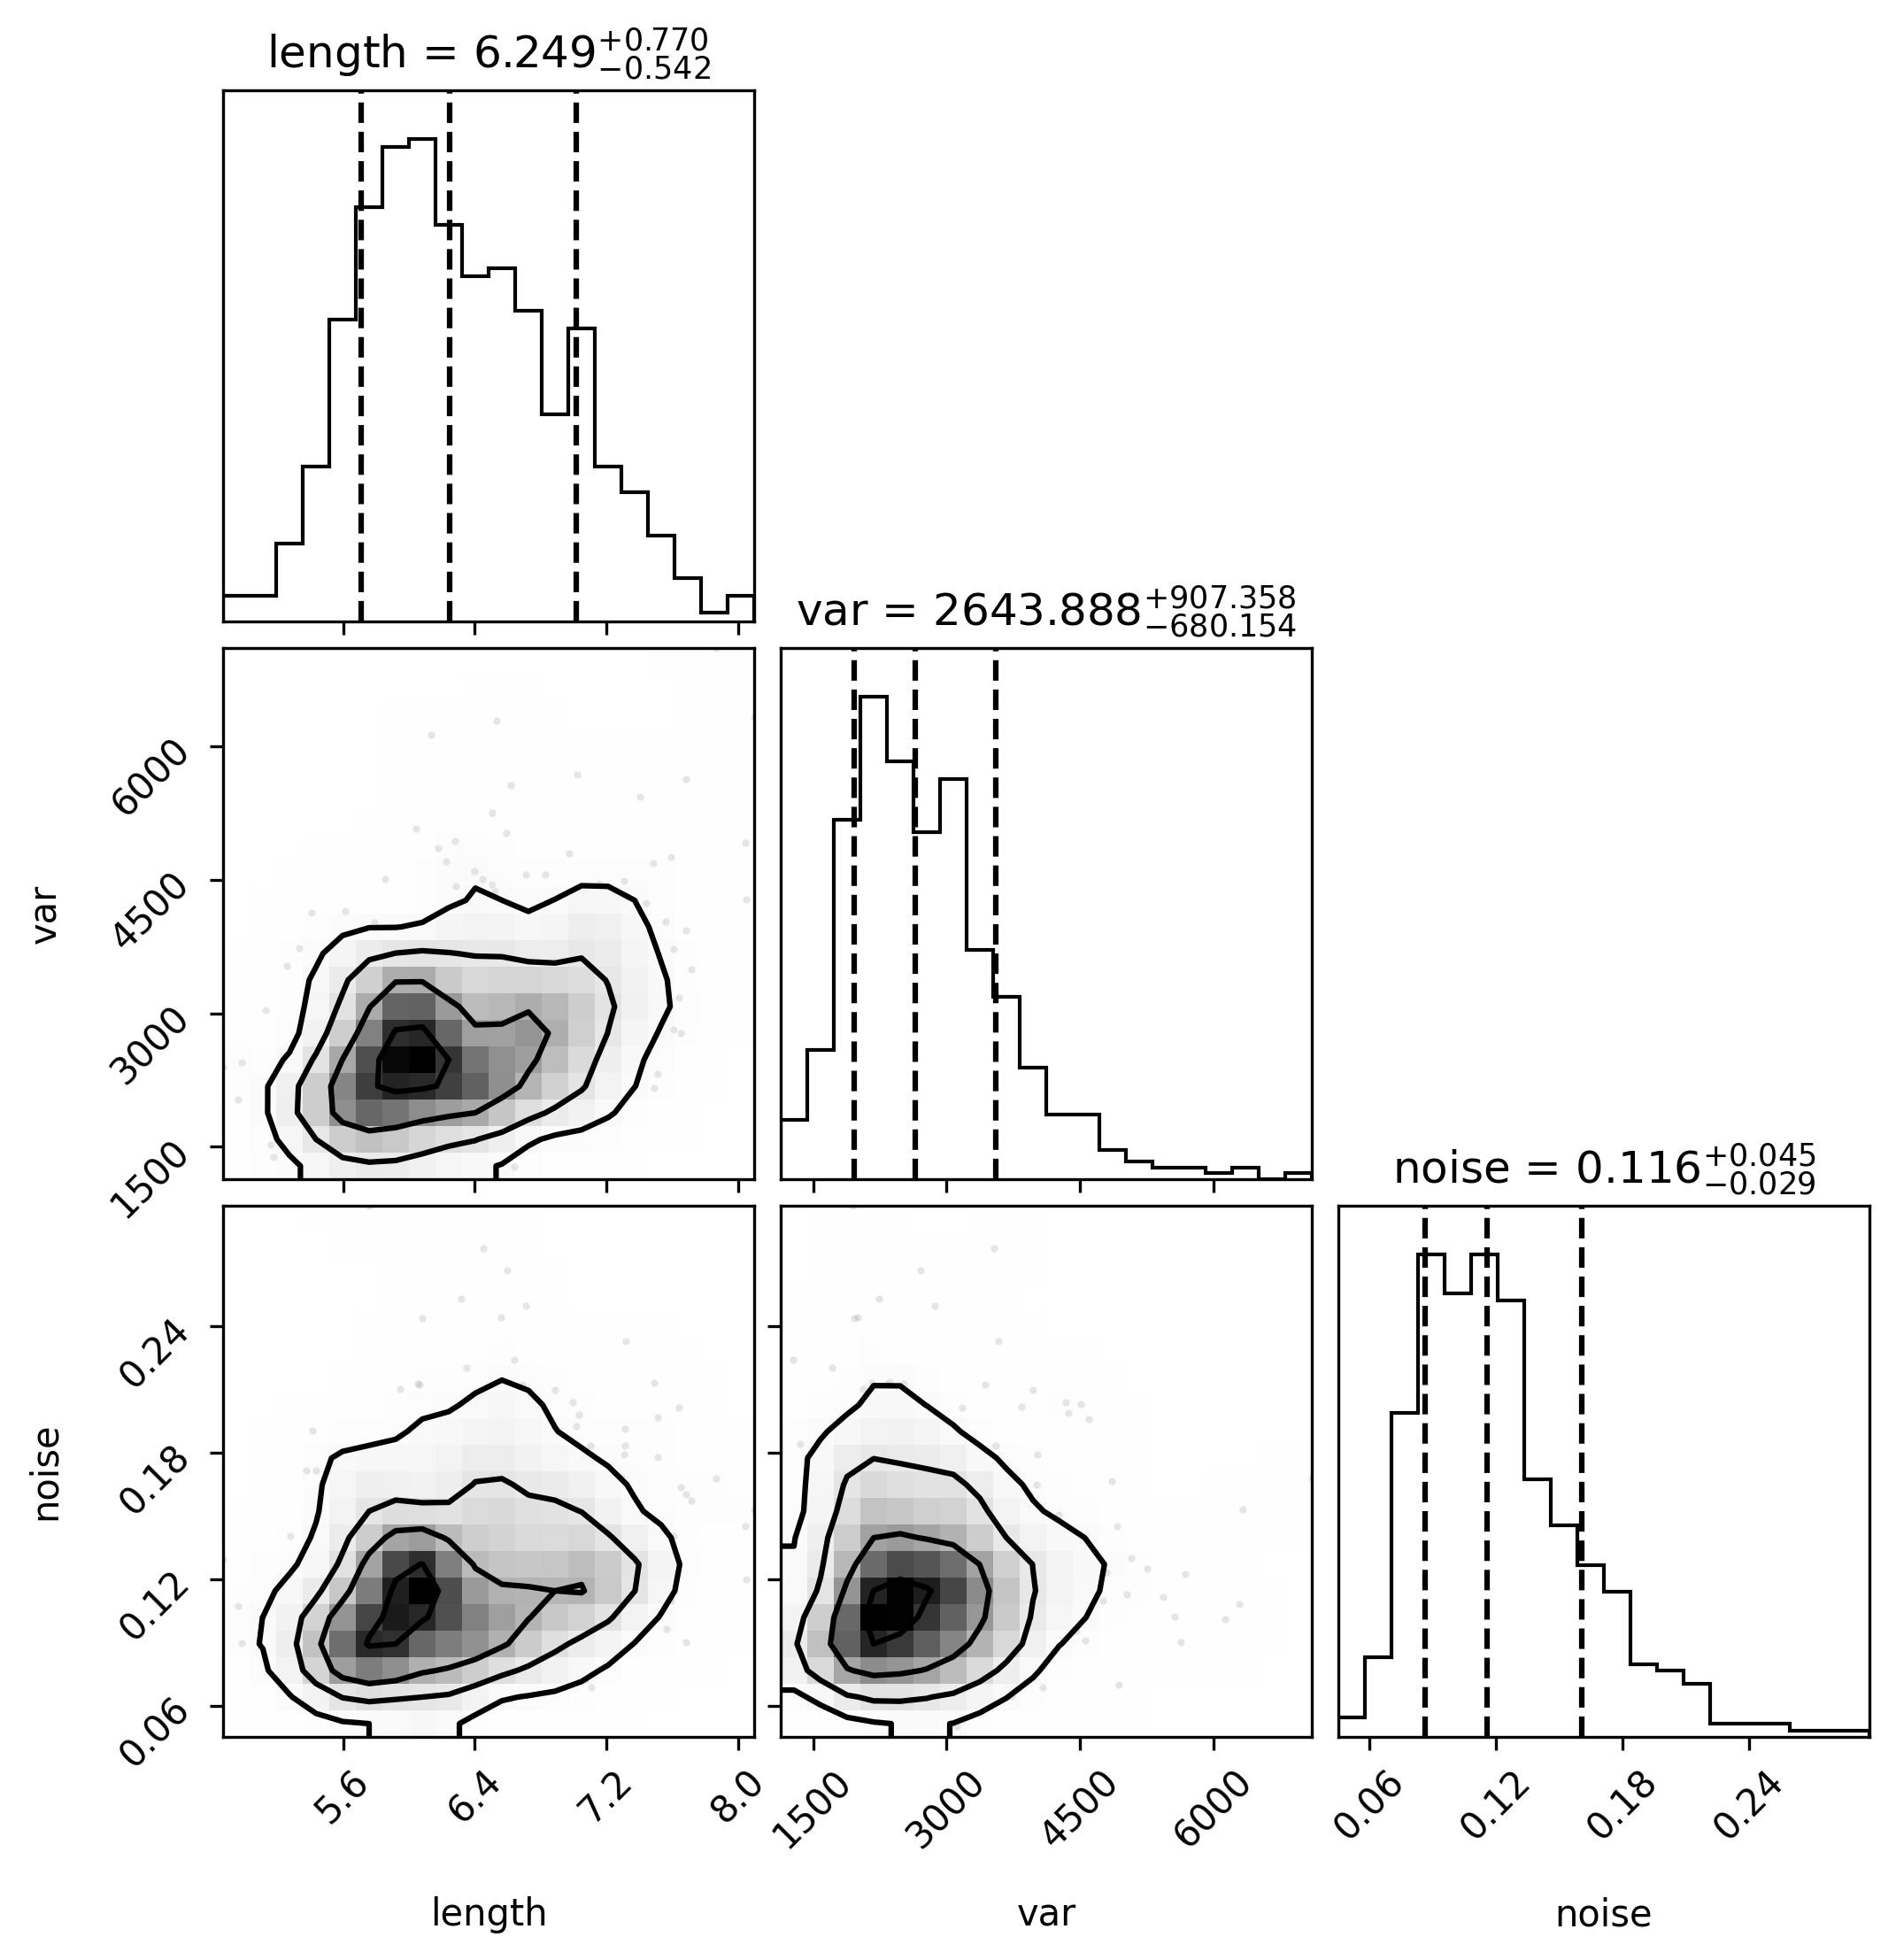 length = 6.249 +0.770 −0.542
var = 2643.888 +907.358 −680.154
6000
4500
3000
1500
var
noise = 0.116 +0.045 −0.029
0.24
0.18
0.12
0.06
noise
5.6 6.4 7.2 8.0 1500 3000 4500 6000 0.06 0.12 0.18 0.24
length var noise